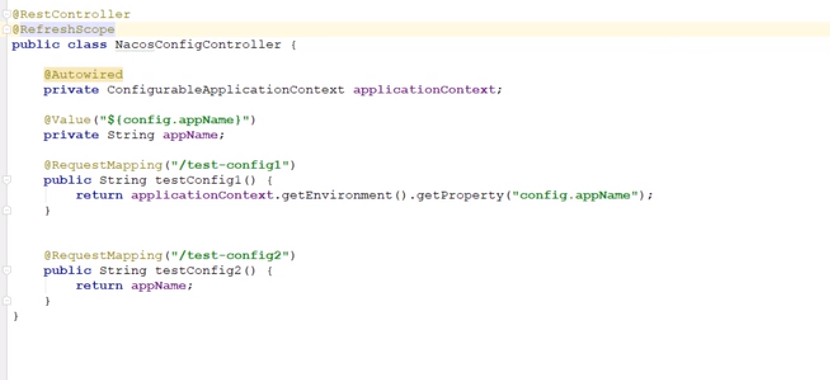 @RestController
@RefreshScope
public class NacosConfigController {
@Autowired
private ConfigurableApplicationContext applicationContext;
@Value("${config.appName}")
private String appName;
@RequestMapping("/test-config1")
public String testConfig1() {
return applicationContext.getEnvironment().getProperty("config.appName");
}
@RequestMapping("/test-config2")
public String testConfig2() {
return appName;
}
}